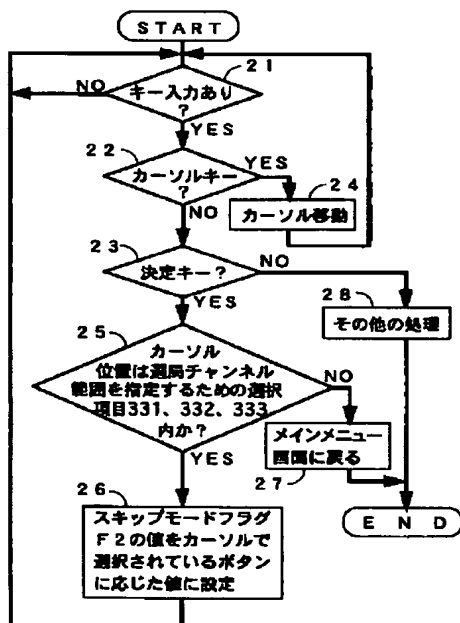 START
21
キー入力あり
?
NO
YES
22
カーソルキー
?
YES
24
カーソル移動
NO
23
決定キー?
NO
YES
28
その他の処理
25
カーソル
位置は選局チャンネル
範囲を指定するための選択
項目331、332、333
内か?
NO
メインメニュー
画面に戻る
27
YES
END
26
スキップモードフラグ
F2の値をカーソルで
選択されているボタン
に応じた値に設定